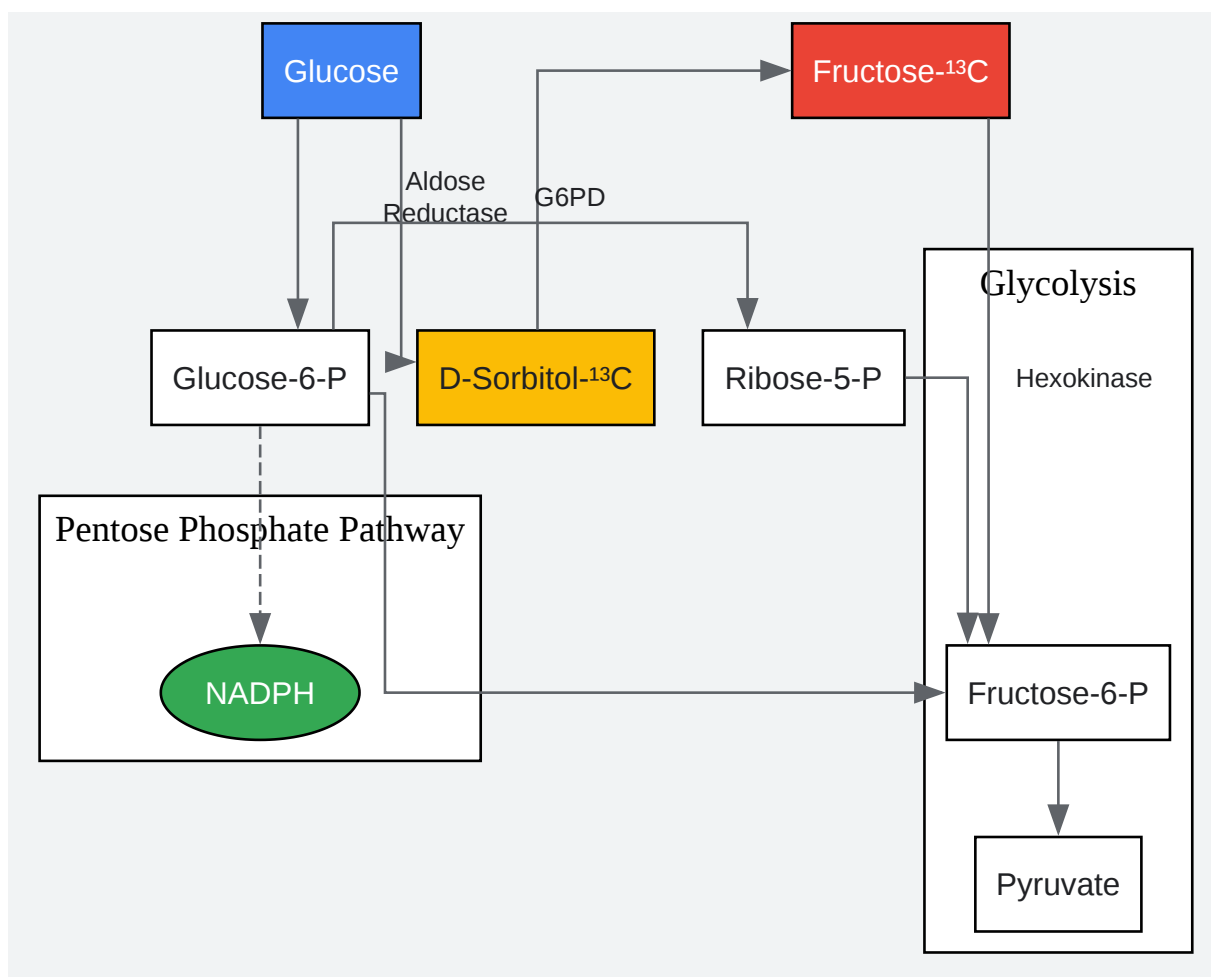 Glucose
Fructose-¹³C
Aldose
Reductase
G6PD
Glycolysis
Glucose-6-P
D-Sorbitol-¹³C
Ribose-5-P
Hexokinase
Pentose Phosphate Pathway
NADPH
Fructose-6-P
Pyruvate